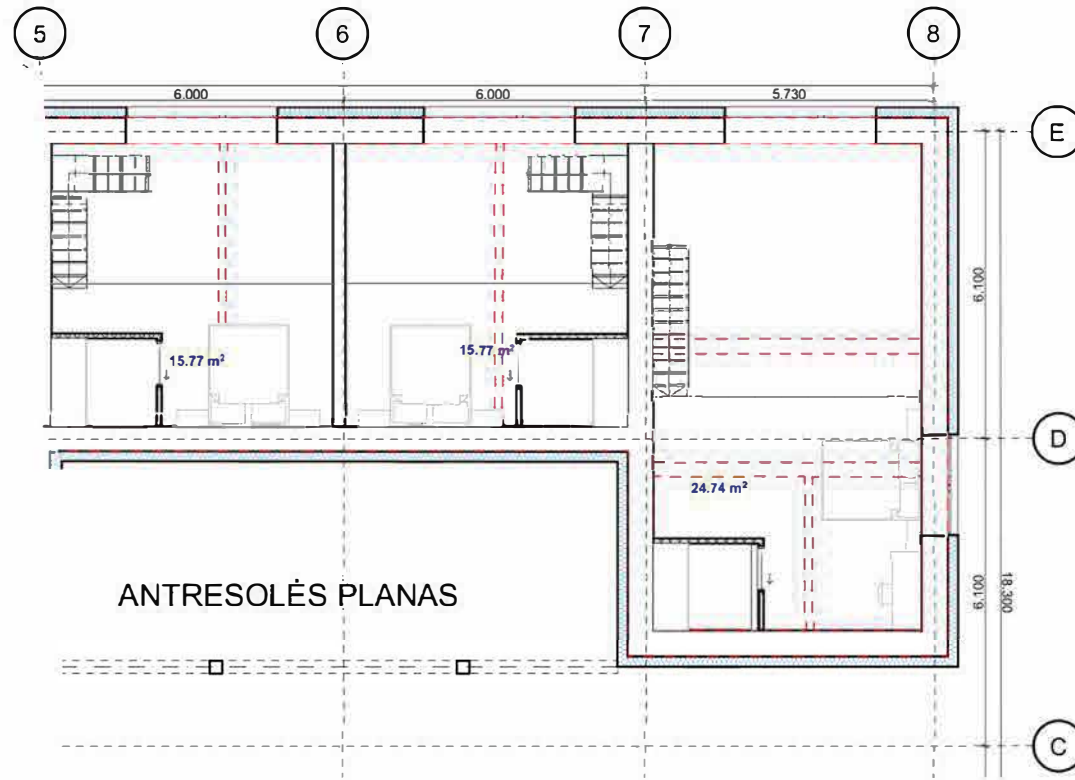 5
6
7
8
6.000
6.000
5.730
E
6.100
15.77 m²
15.77 m²
D
24.74 m²
6.100
18.300
ANTRESOLĖS PLANAS
C